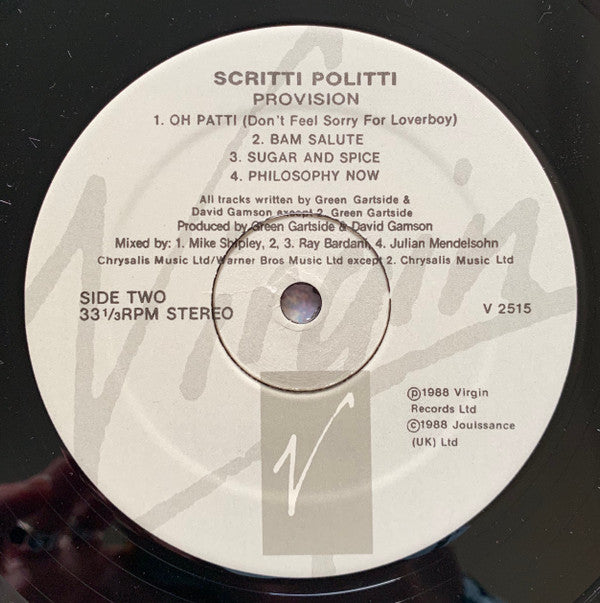 SCRITTI POLITTI
PROVISION
1. OH PATTI (Don't Feel Sorry For Loverboy)
2. BAM SALUTE
3. SUGAR AND SPICE
4. PHILOSOPHY NOW
All tracks written by Green Gartside &
David Gamson except 2. Green Gartside
Produced by Green Gartside & David Gamson
Mixed by: 1. Mike Shipley, 2, 3. Ray Bardani, 4. Julian Mendelsohn
Chrysalis Music Ltd/Warner Bros Music Ltd except 2. Chrysalis Music Ltd
SIDE TWO
33⅓RPM STEREO
V 2515
Virgin
℗1988 Virgin
Records Ltd
©1988 Jouissance
(UK) Ltd
V